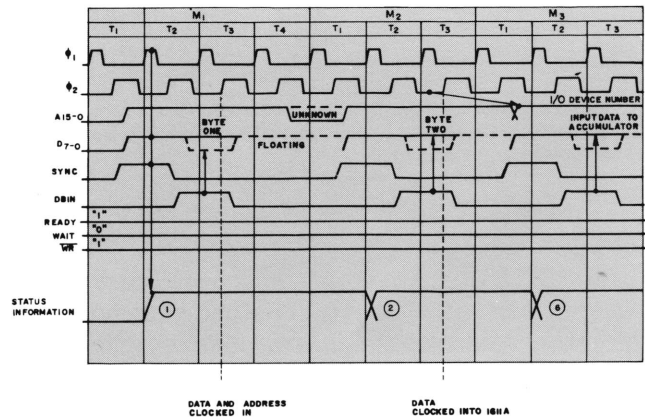 M1 M2 M3
T1 T2 T3 T4 T1 T2 T3 T1 T2 T3
ϕ1
ϕ2
I/O DEVICE NUMBER
A15-0
UNKNOWN
BYTE ONE
BYTE TWO
INPUT DATA TO ACCUMULATOR
D7-0
FLOATING
SYNC
DBIN
READY "1"
WAIT "0"
WR "1"
STATUS INFORMATION
1 2 6
DATA AND ADDRESS CLOCKED IN
DATA CLOCKED INTO 1611A